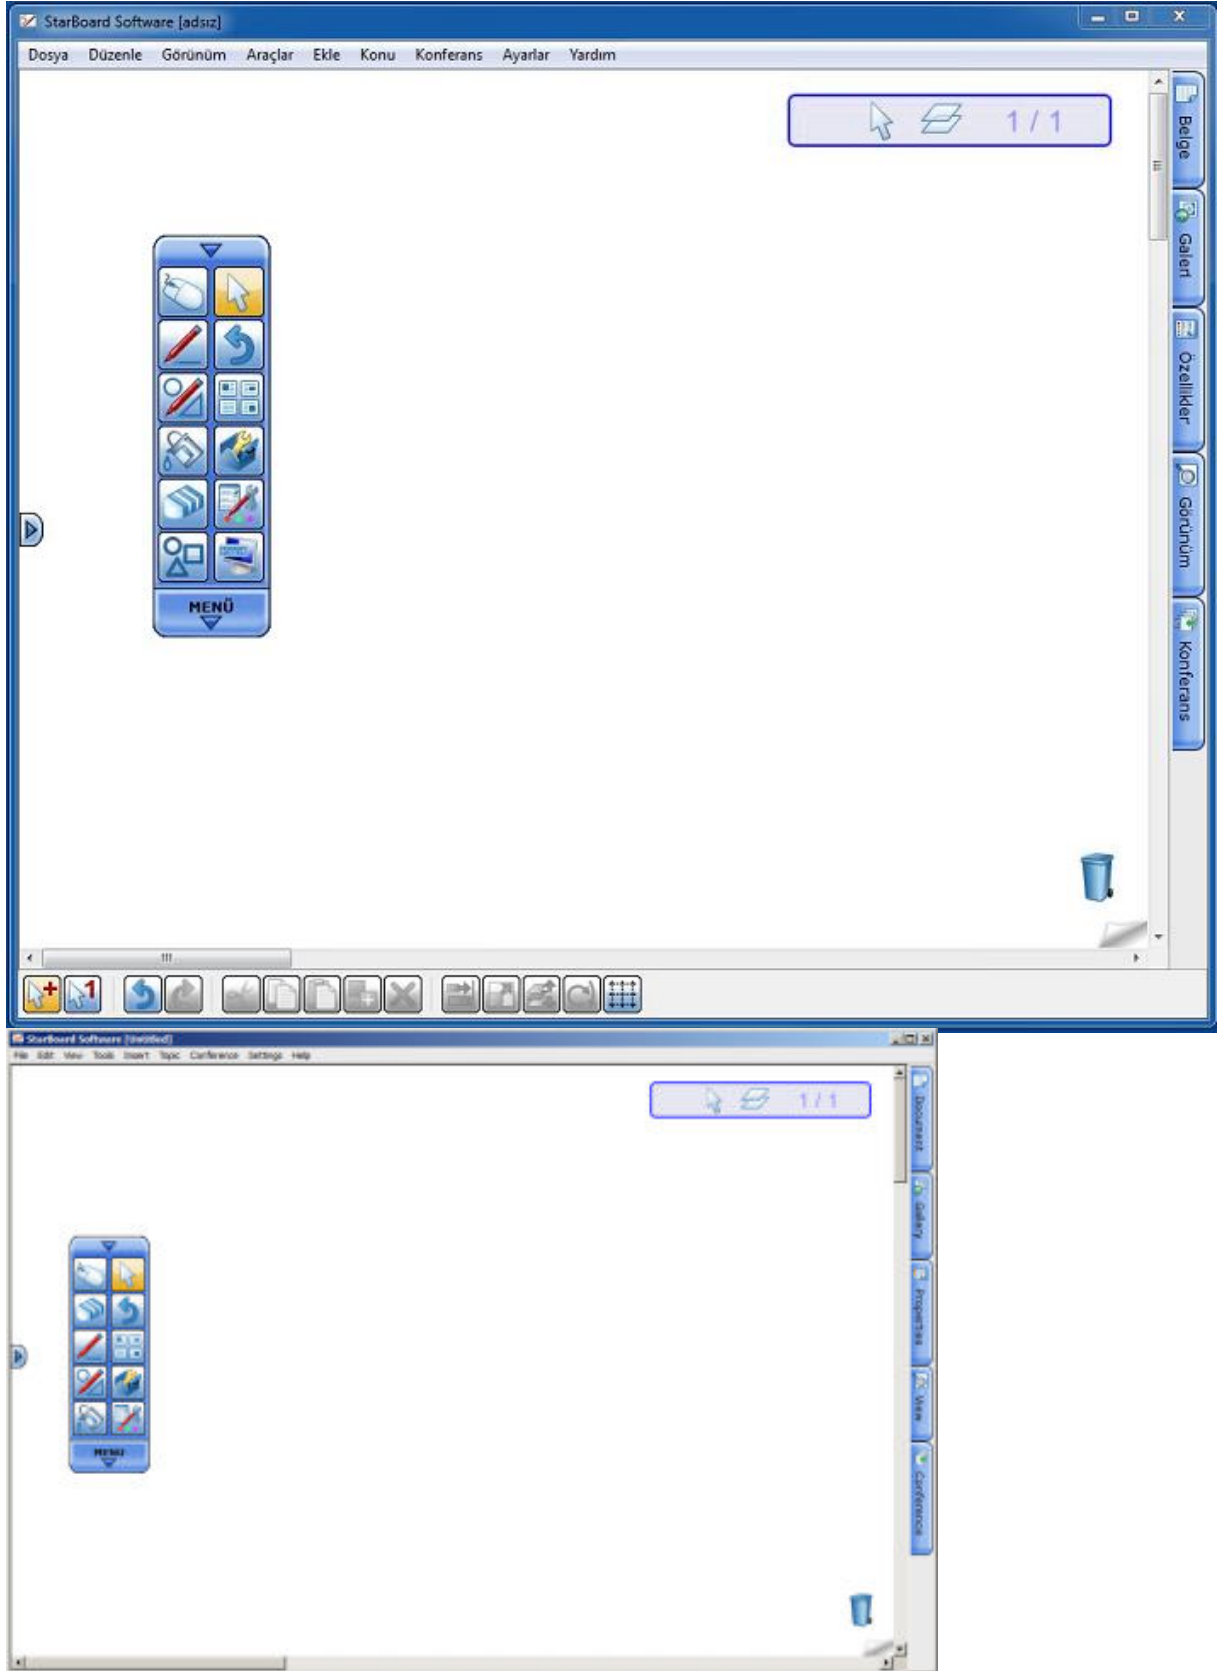 StarBoard Software [adsız]
Dosya Düzenle Görünüm Araçlar Ekle Konu Konferans Ayarlar Yardım
1 / 1
Belge
Galeri
Özellikler
Görünüm
Konferans
MENÜ
1
StarBoard Software [Untitled]
File Edit View Tools Insert Topic Conference Settings Help
1 / 1
Document
Gallery
Properties
View
Conference
MENU